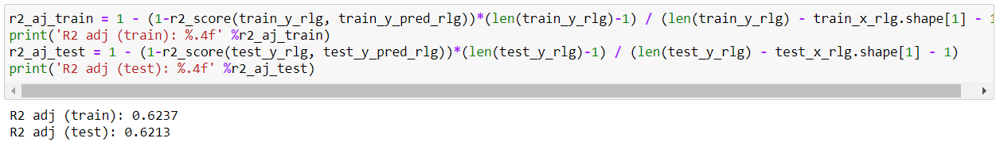 r2_aj_train = 1 - (1-r2_score(train_y_rlg, train_y_pred_rlg))*(len(train_y_rlg)-1) / (len(train_y_rlg) - train_x_rlg.shape[1] - 1
print('R2 adj (train): %.4f' %r2_aj_train)
r2_aj_test = 1 - (1-r2_score(test_y_rlg, test_y_pred_rlg))*(len(test_y_rlg)-1) / (len(test_y_rlg) - test_x_rlg.shape[1] - 1)
print('R2 adj (test): %.4f' %r2_aj_test)
R2 adj (train): 0.6237
R2 adj (test): 0.6213